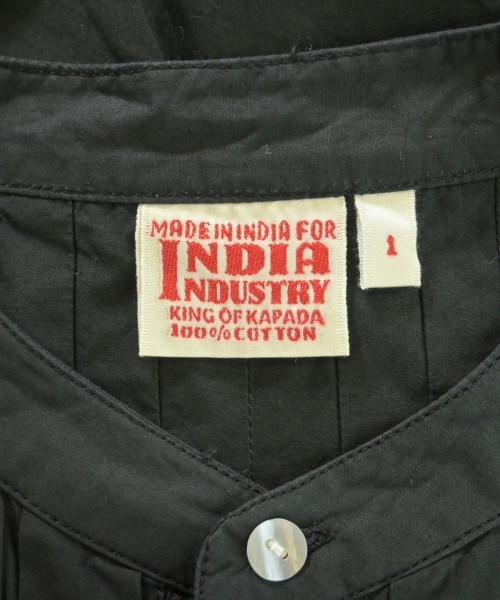 MADE IN INDIA FOR
INDIA
INDUSTRY
KING OF KAPADA
100% COTTON
1